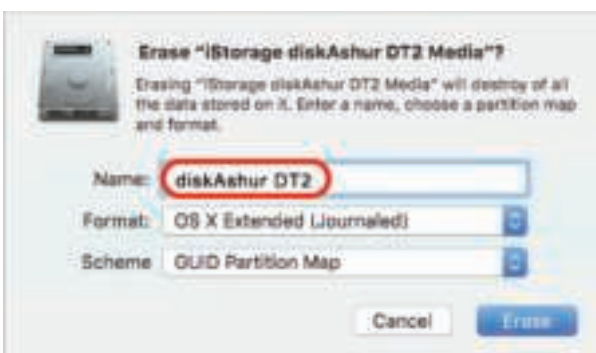 Erase "iStorage diskAshur DT2 Media"?
Erasing "iStorage diskAshur DT2 Media" will destroy of all
the data stored on it. Enter a name, choose a partition map
and format.
Name: diskAshur DT2
Format: OS X Extended (Journaled)
Scheme GUID Partition Map
Cancel Erase